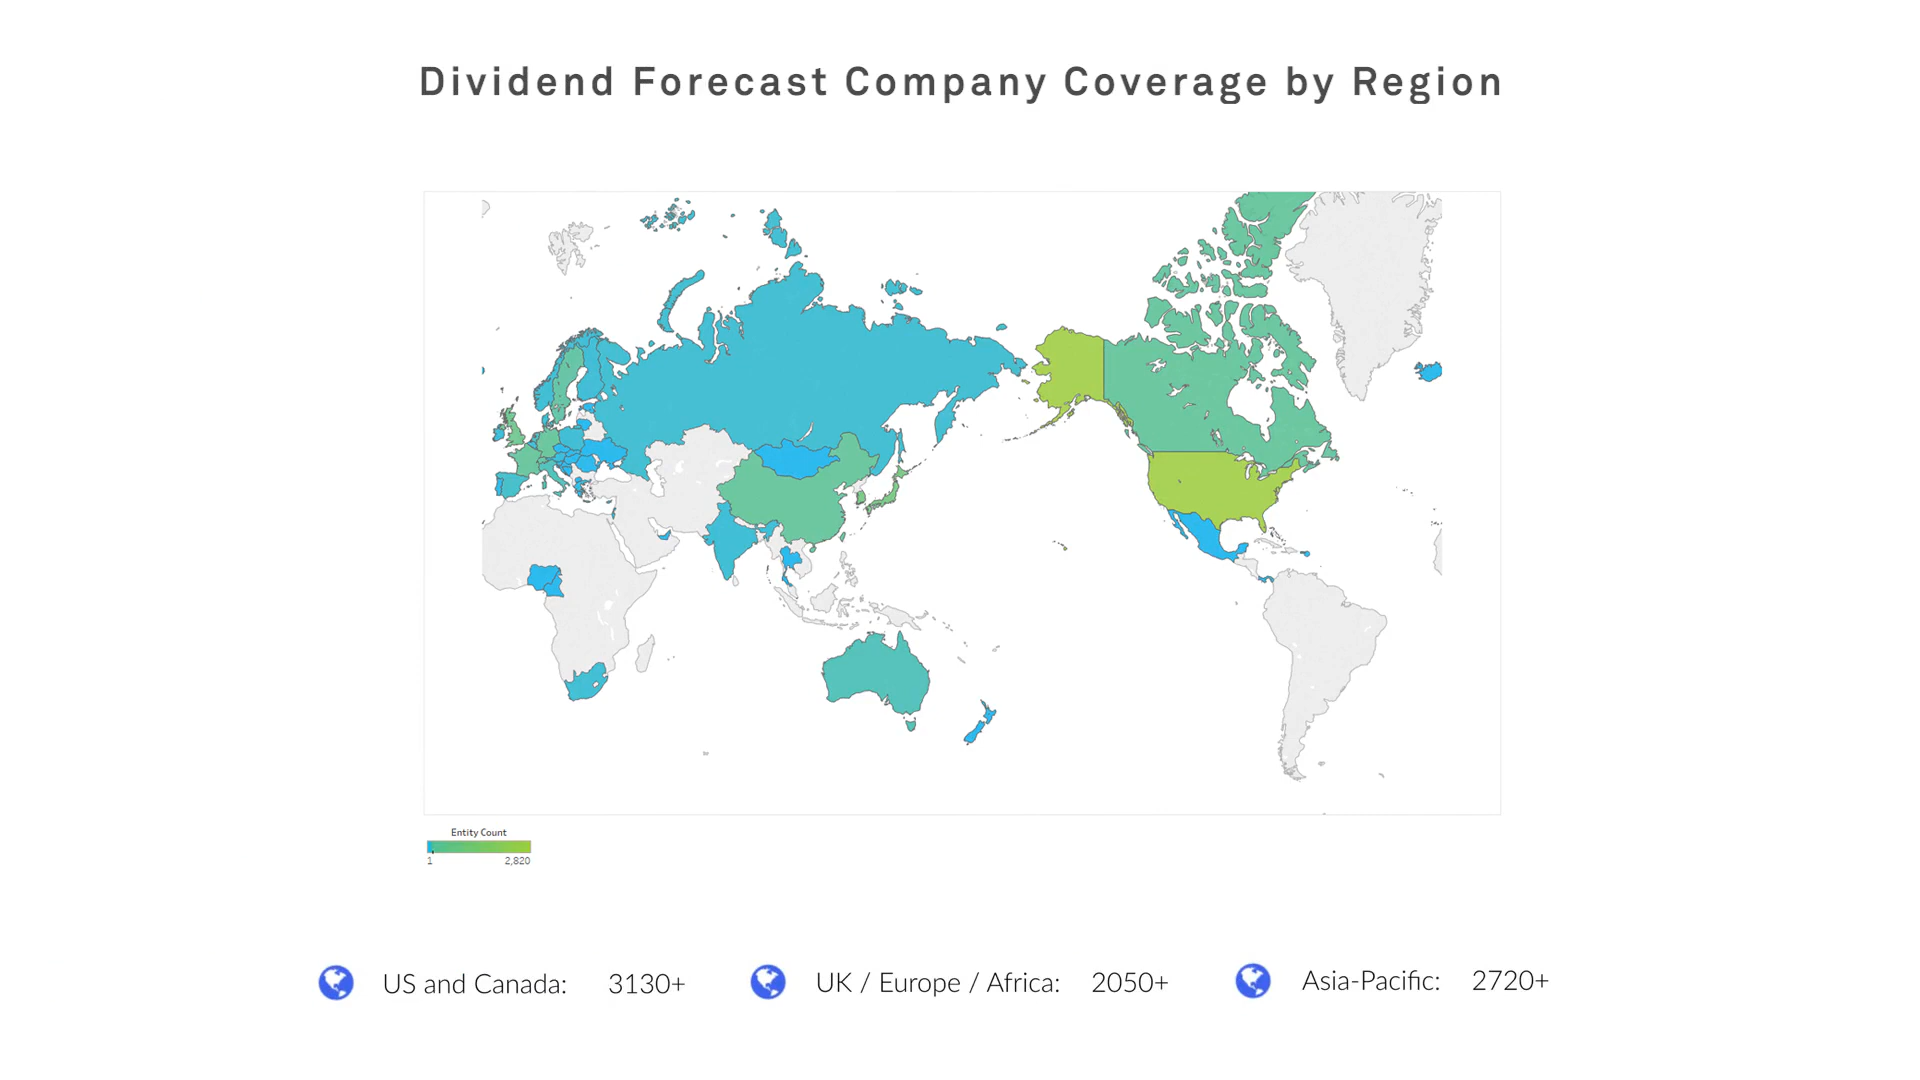 Dividend Forecast Company Coverage by Region
Entity Count
1 2,820
US and Canada: 3130+ UK / Europe / Africa: 2050+ Asia-Pacific: 2720+